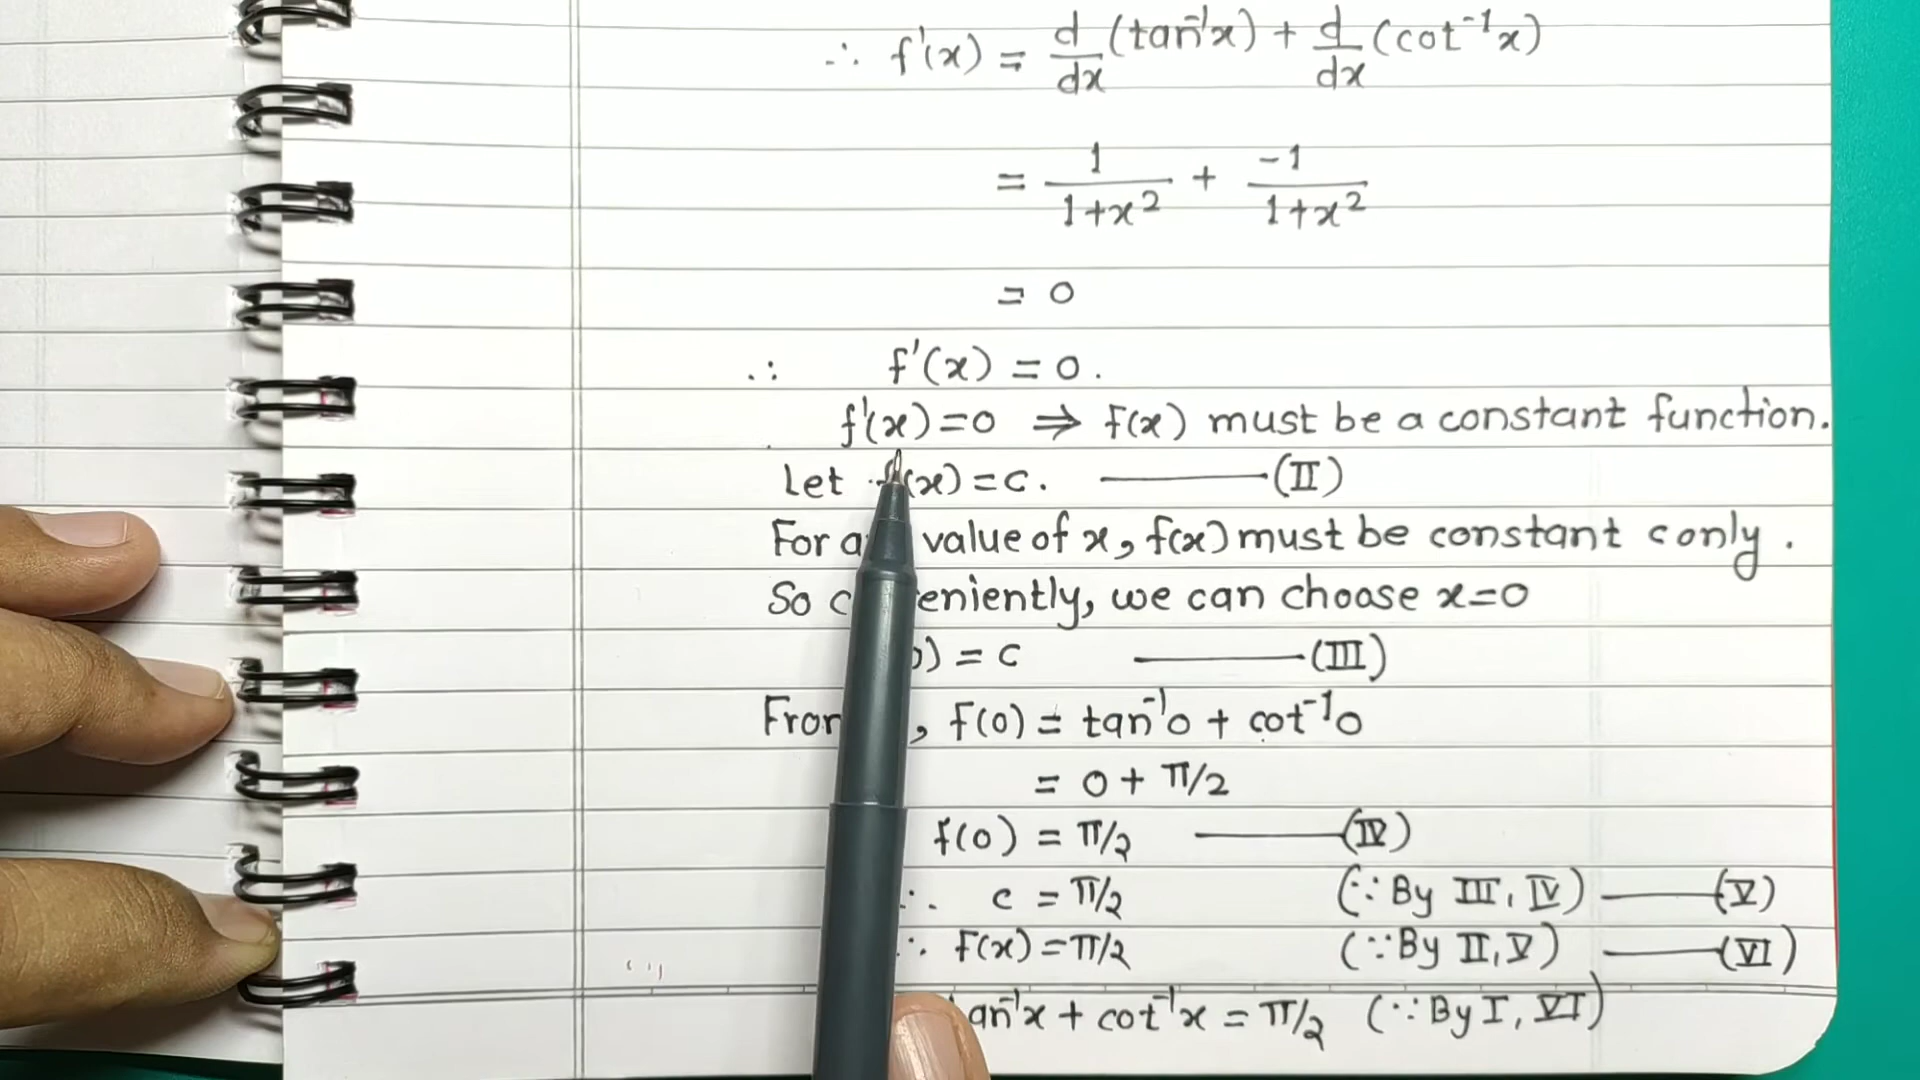 ∴ f'(x) = d/dx (tan⁻¹x) + d/dx (cot⁻¹x)
= 1/1+x² + -1/1+x²
= 0
∴ f'(x) = 0.
f'(x)=0 ⇒ f(x) must be a constant function.
Let f(x) = c. ——— (II)
For value of x, f(x) must be constant c only.
So we can choose x=0
= c ——— (III)
, f(0) = tan⁻¹0 + cot⁻¹0
= 0 + π/2
f(0) = π/2 ——— (IV)
∴ c = π/2 (∵ By III, IV) ——— (V)
∴ f(x) = π/2 (∵ By II, V) ——— (VI)
tan⁻¹x + cot⁻¹x = π/2 (∵ By I, VI)